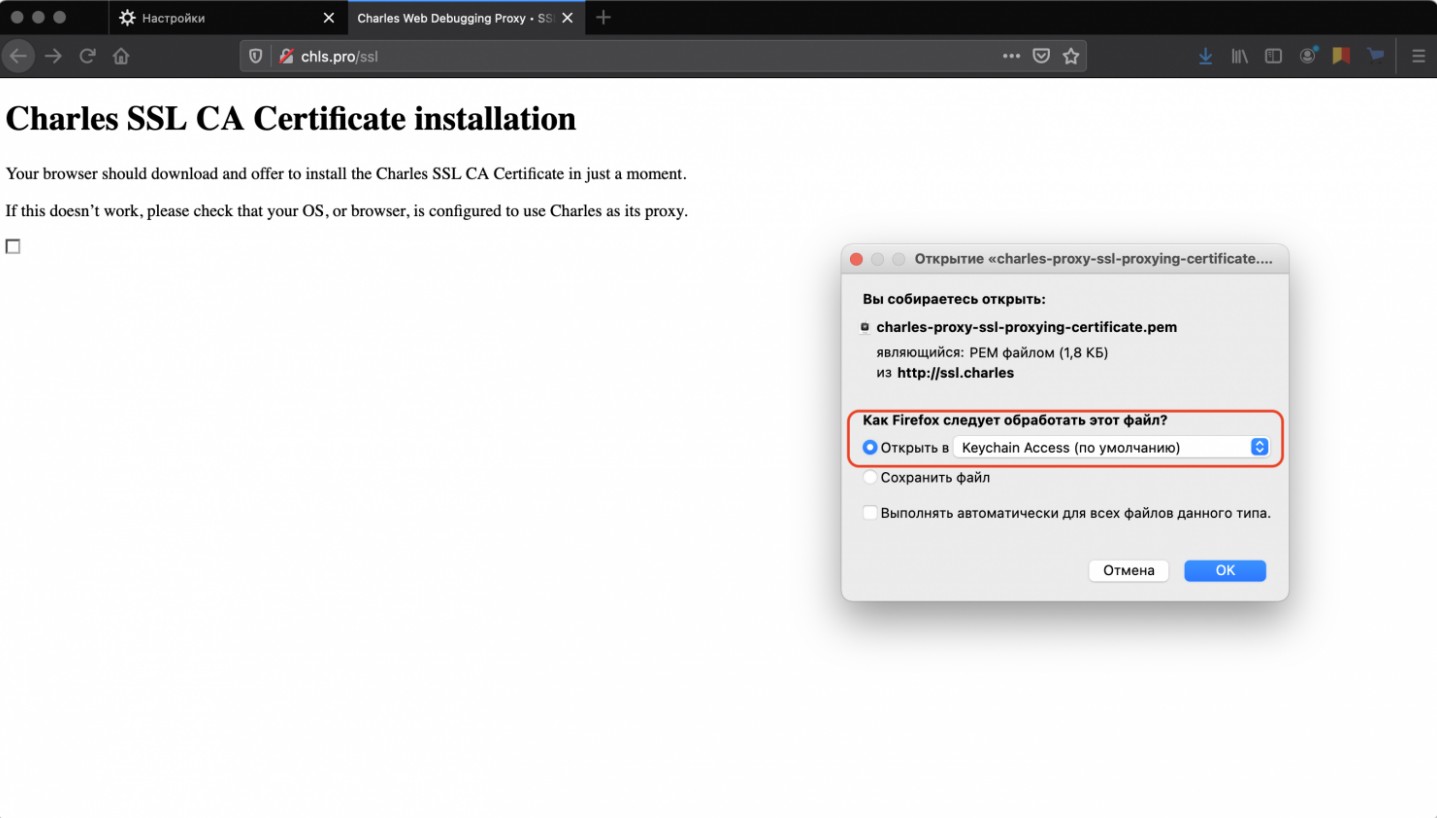 Настройки
Charles Web Debugging Proxy • SS
chls.pro/ssl
Charles SSL CA Certificate installation
Your browser should download and offer to install the Charles SSL CA Certificate in just a moment.
If this doesn’t work, please check that your OS, or browser, is configured to use Charles as its proxy.
Открытие «charles-proxy-ssl-proxying-certificate....
Вы собираетесь открыть:
charles-proxy-ssl-proxying-certificate.pem
являющийся: PEM файлом (1,8 КБ)
из http://ssl.charles
Как Firefox следует обработать этот файл?
Открыть в Keychain Access (по умолчанию)
Сохранить файл
Выполнять автоматически для всех файлов данного типа.
Отмена OK